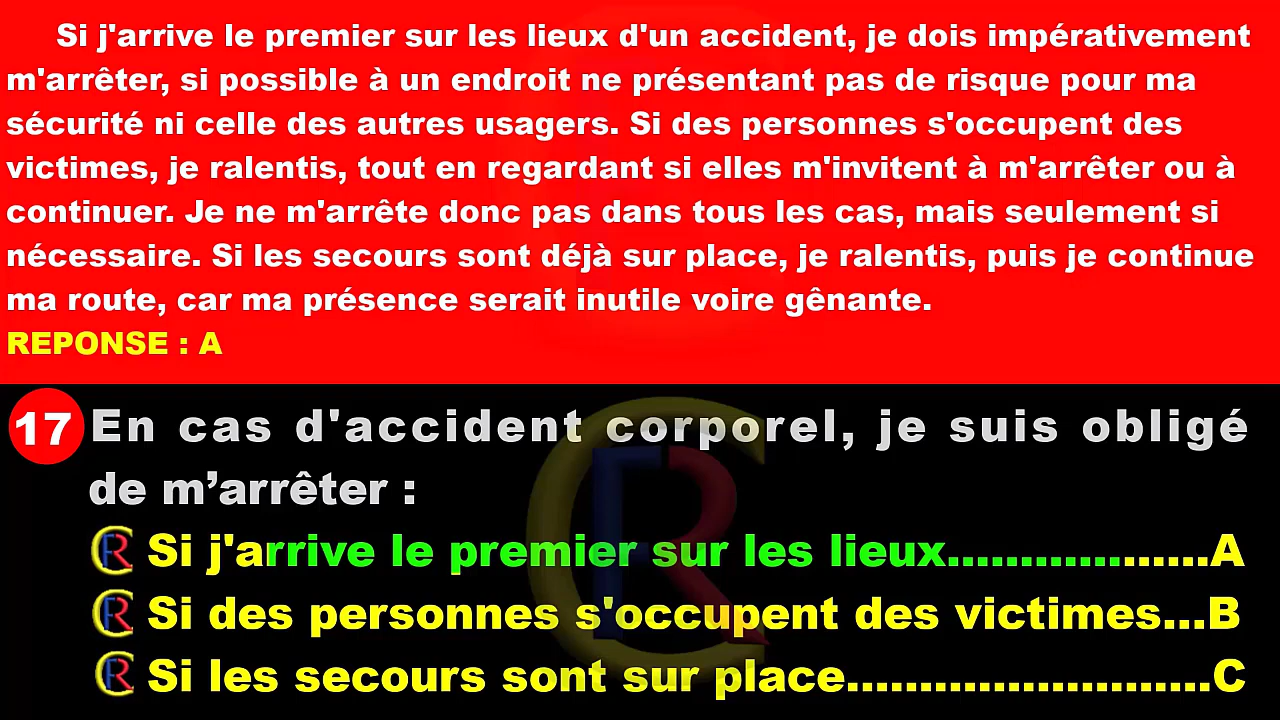 Si j'arrive le premier sur les lieux d'un accident, je dois impérativement
m'arrêter, si possible à un endroit ne présentant pas de risque pour ma
sécurité ni celle des autres usagers. Si des personnes s'occupent des
victimes, je ralentis, tout en regardant si elles m'invitent à m'arrêter ou à
continuer. Je ne m'arrête donc pas dans tous les cas, mais seulement si
nécessaire. Si les secours sont déjà sur place, je ralentis, puis je continue
ma route, car ma présence serait inutile voire gênante.
REPONSE : A
17 En cas d'accident corporel, je suis obligé
de m’arrêter :
CR Si j'arrive le premier sur les lieux..................A
CR Si des personnes s'occupent des victimes...B
CR Si les secours sont sur place.........................C